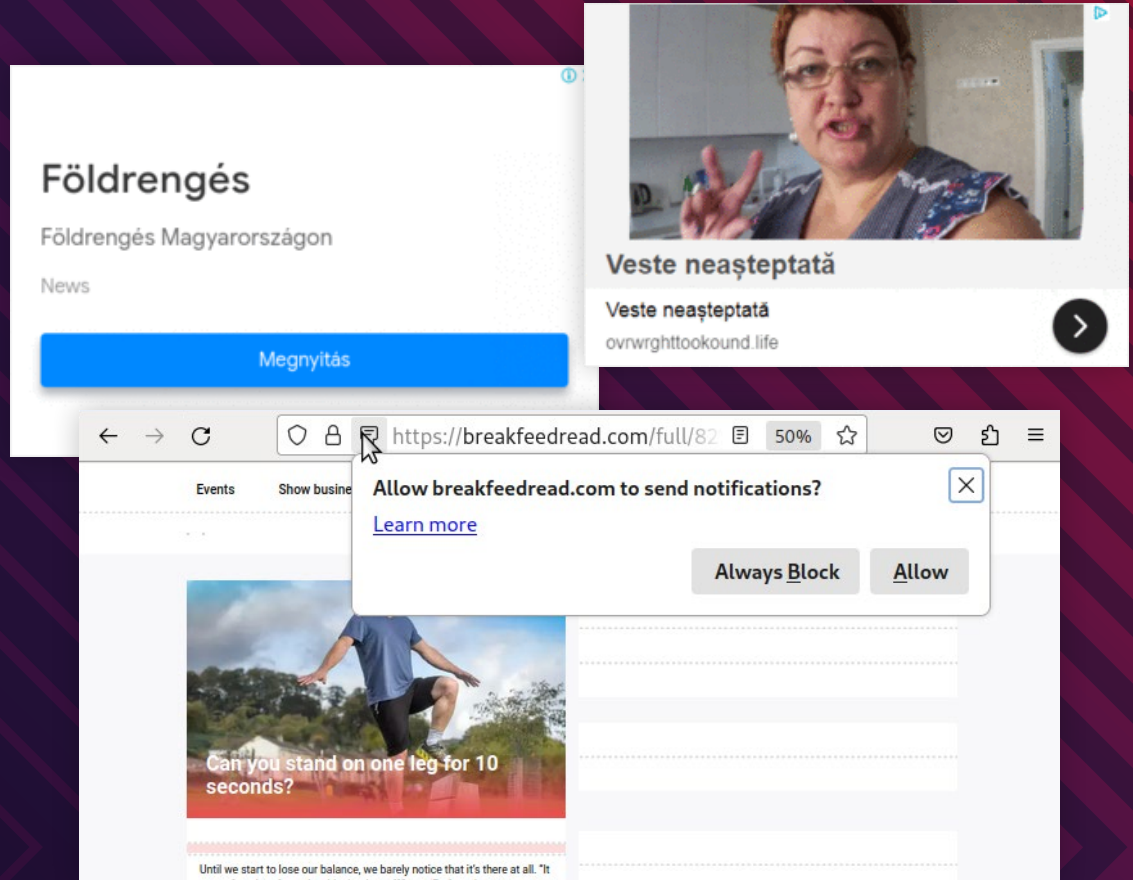 Földrengés
Földrengés Magyarországon
News
Megnyitás
Veste neașteptată
Veste neașteptată
ovrwrghttookound.life
https://breakfeedread.com/full/82
50%
Events
Show busine
Allow breakfeedread.com to send notifications?
Learn more
Always Block
Allow
Can you stand on one leg for 10
seconds?
Until we start to lose our balance, we barely notice that it's there at all. "It